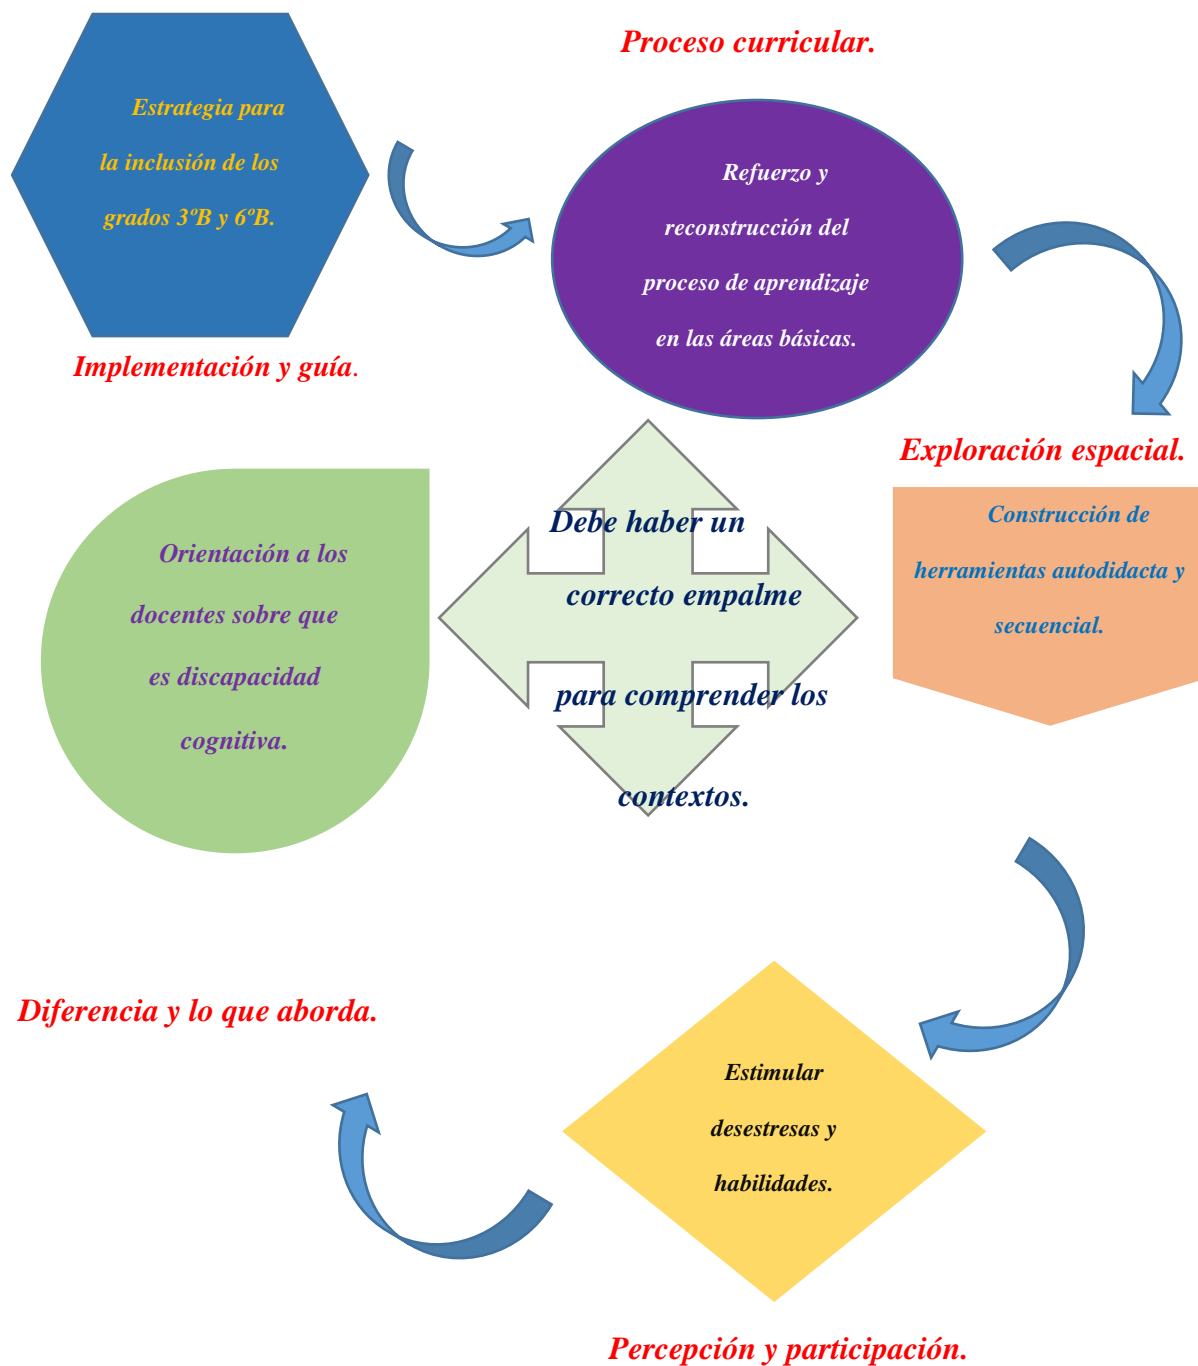 Estrategia para
la inclusión de los
grados 3ºB y 6ºB.
Implementación y guía.
Proceso curricular.
Refuerzo y
reconstrucción del
proceso de aprendizaje
en las áreas básicas.
Exploración espacial.
Construcción de
herramientas autodidacta y
secuencial.
Debe haber un
correcto empalme
para comprender los
contextos.
Orientación a los
docentes sobre que
es discapacidad
cognitiva.
Diferencia y lo que aborda.
Estimular
desestresas y
habilidades.
Percepción y participación.